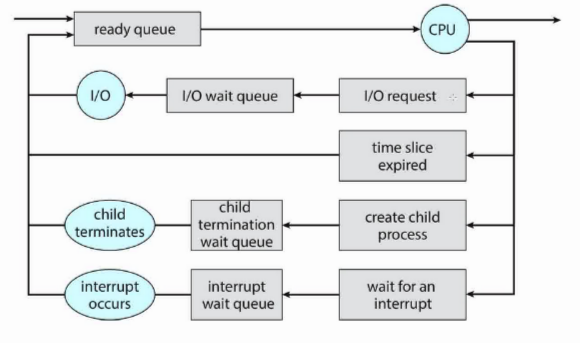 ready queue
CPU
I/O
I/O wait queue
I/O request
time slice
expired
child
terminates
child
termination
wait queue
create child
process
interrupt
occurs
interrupt
wait queue
wait for an
interrupt